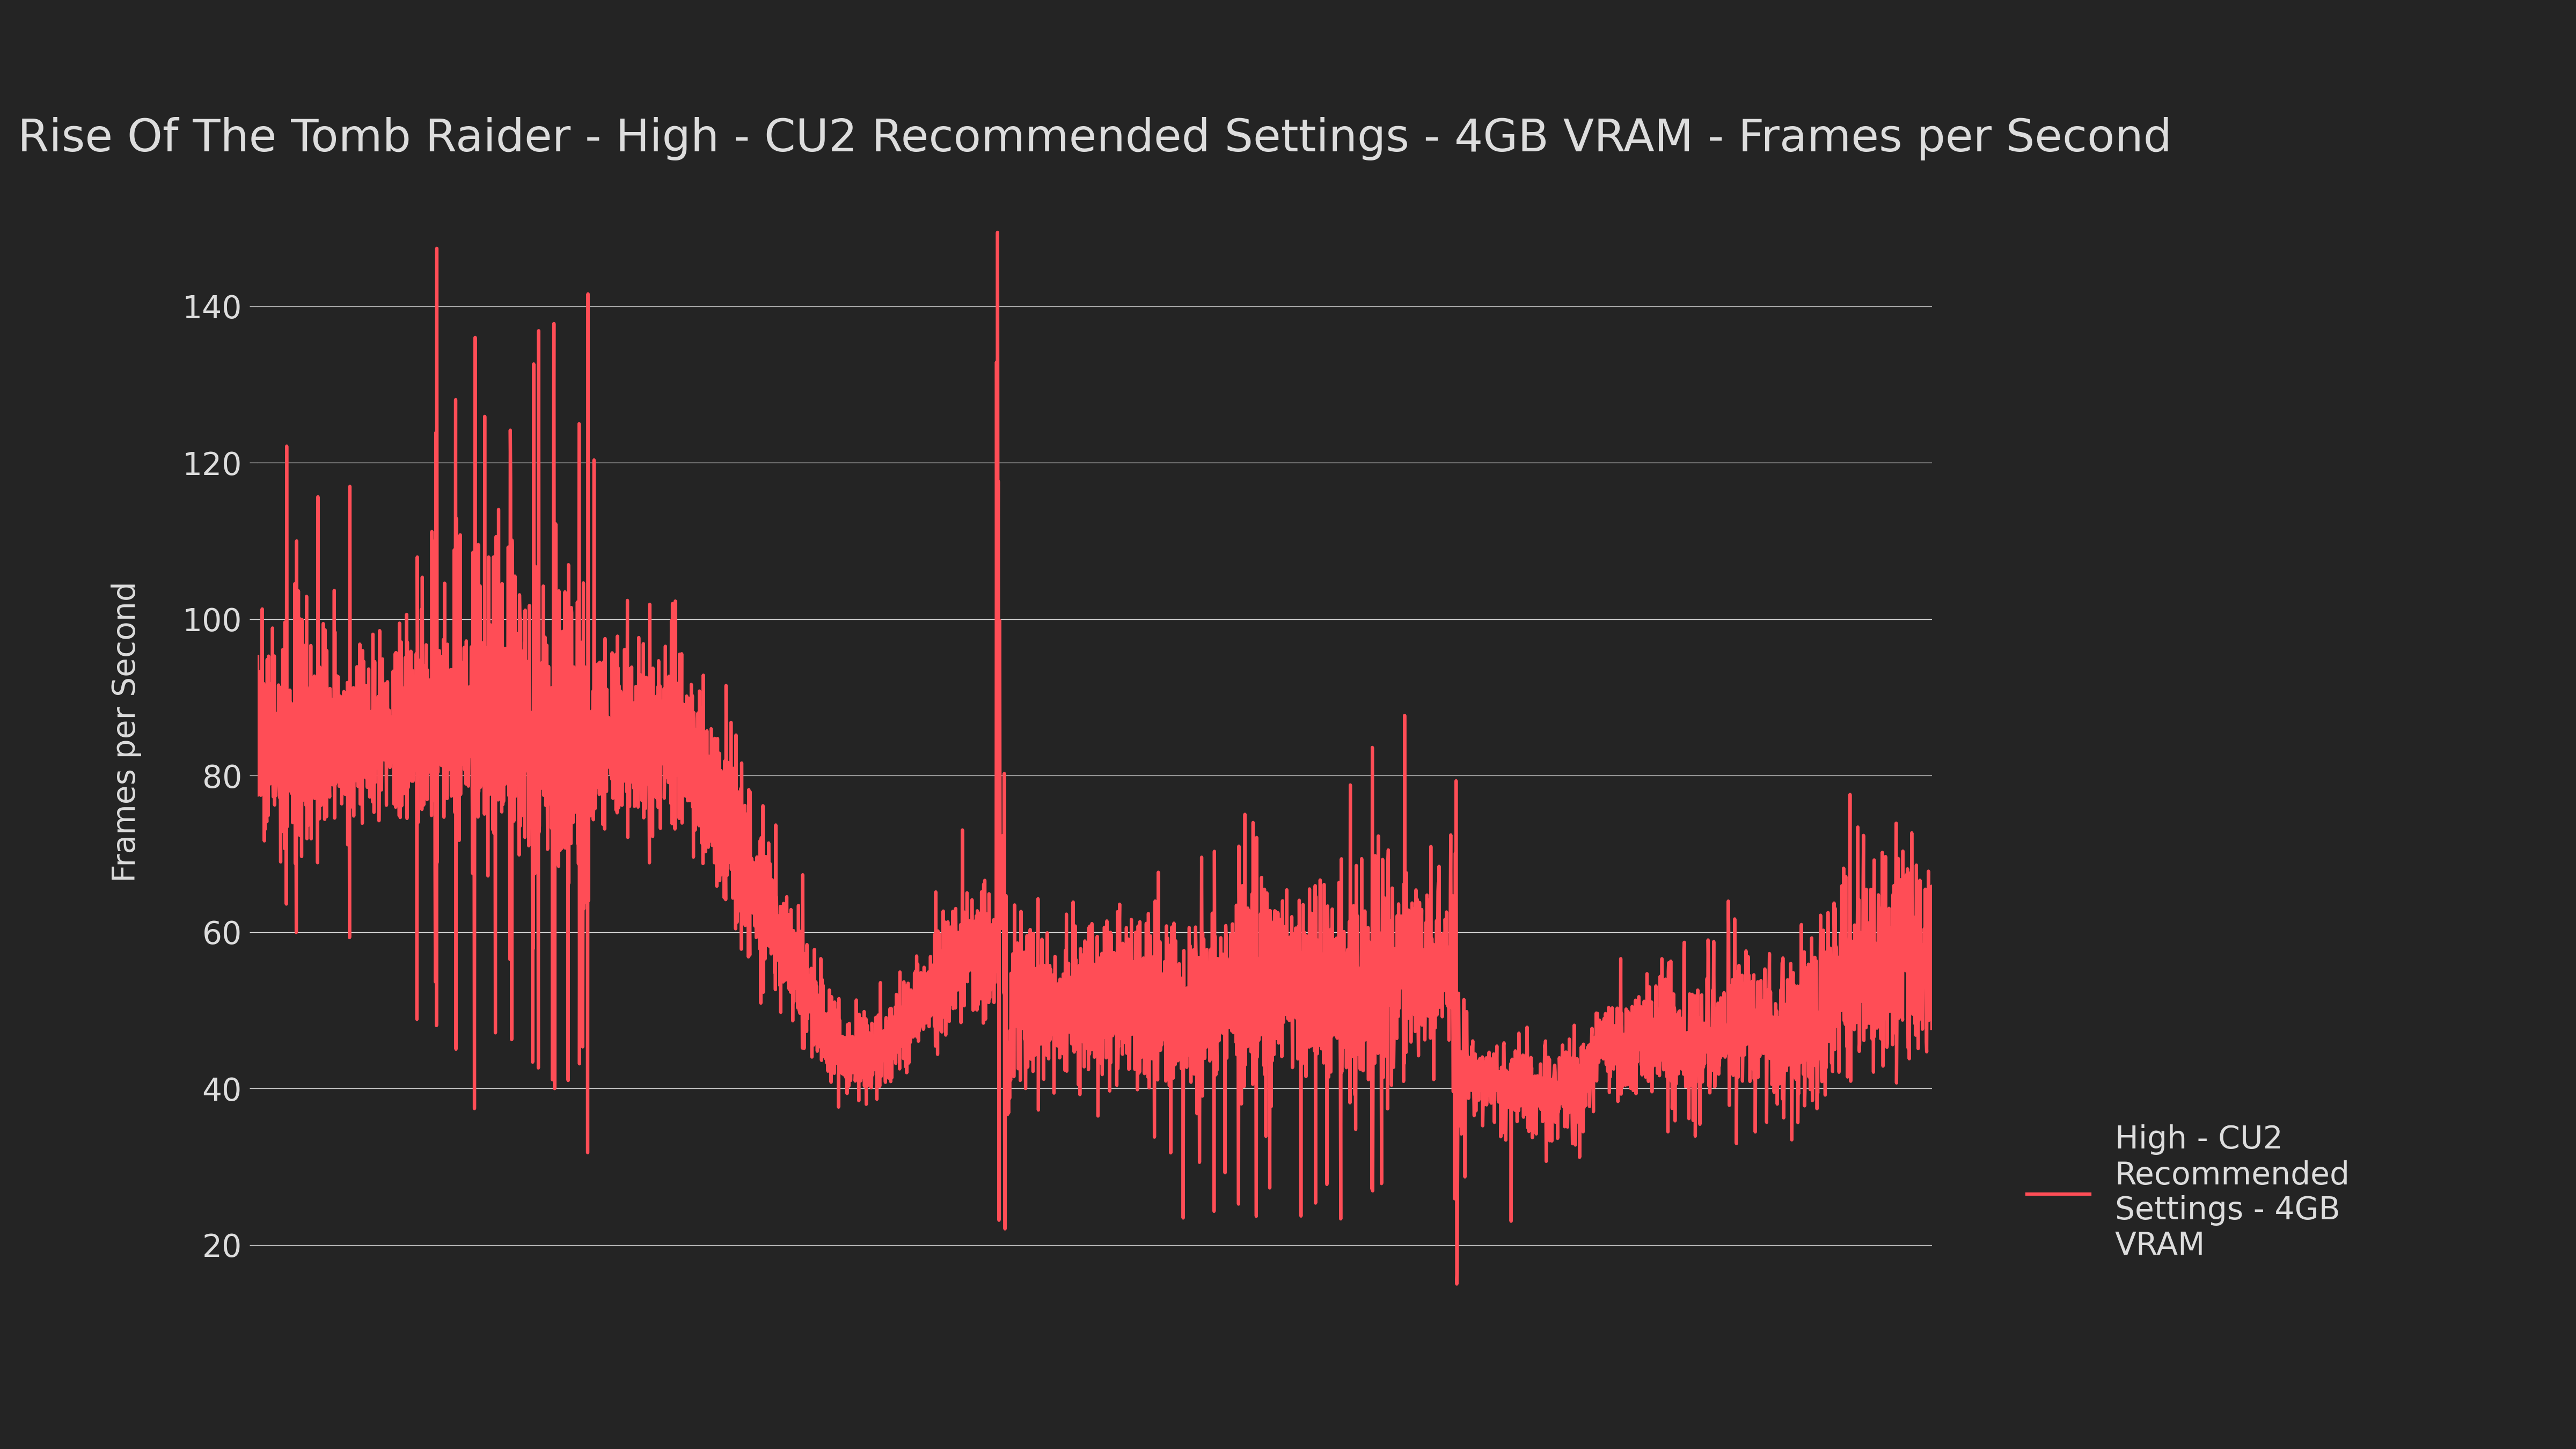 Rise Of The Tomb Raider - High - CU2 Recommended Settings - 4GB VRAM - Frames per Second
140
120
100
80
60
40
20
Frames per Second
High - CU2
Recommended
Settings - 4GB
VRAM